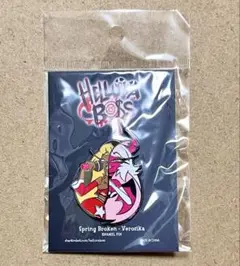 HELLUVA
BOSS
Spring Broken - Verosika
ENAMEL PIN